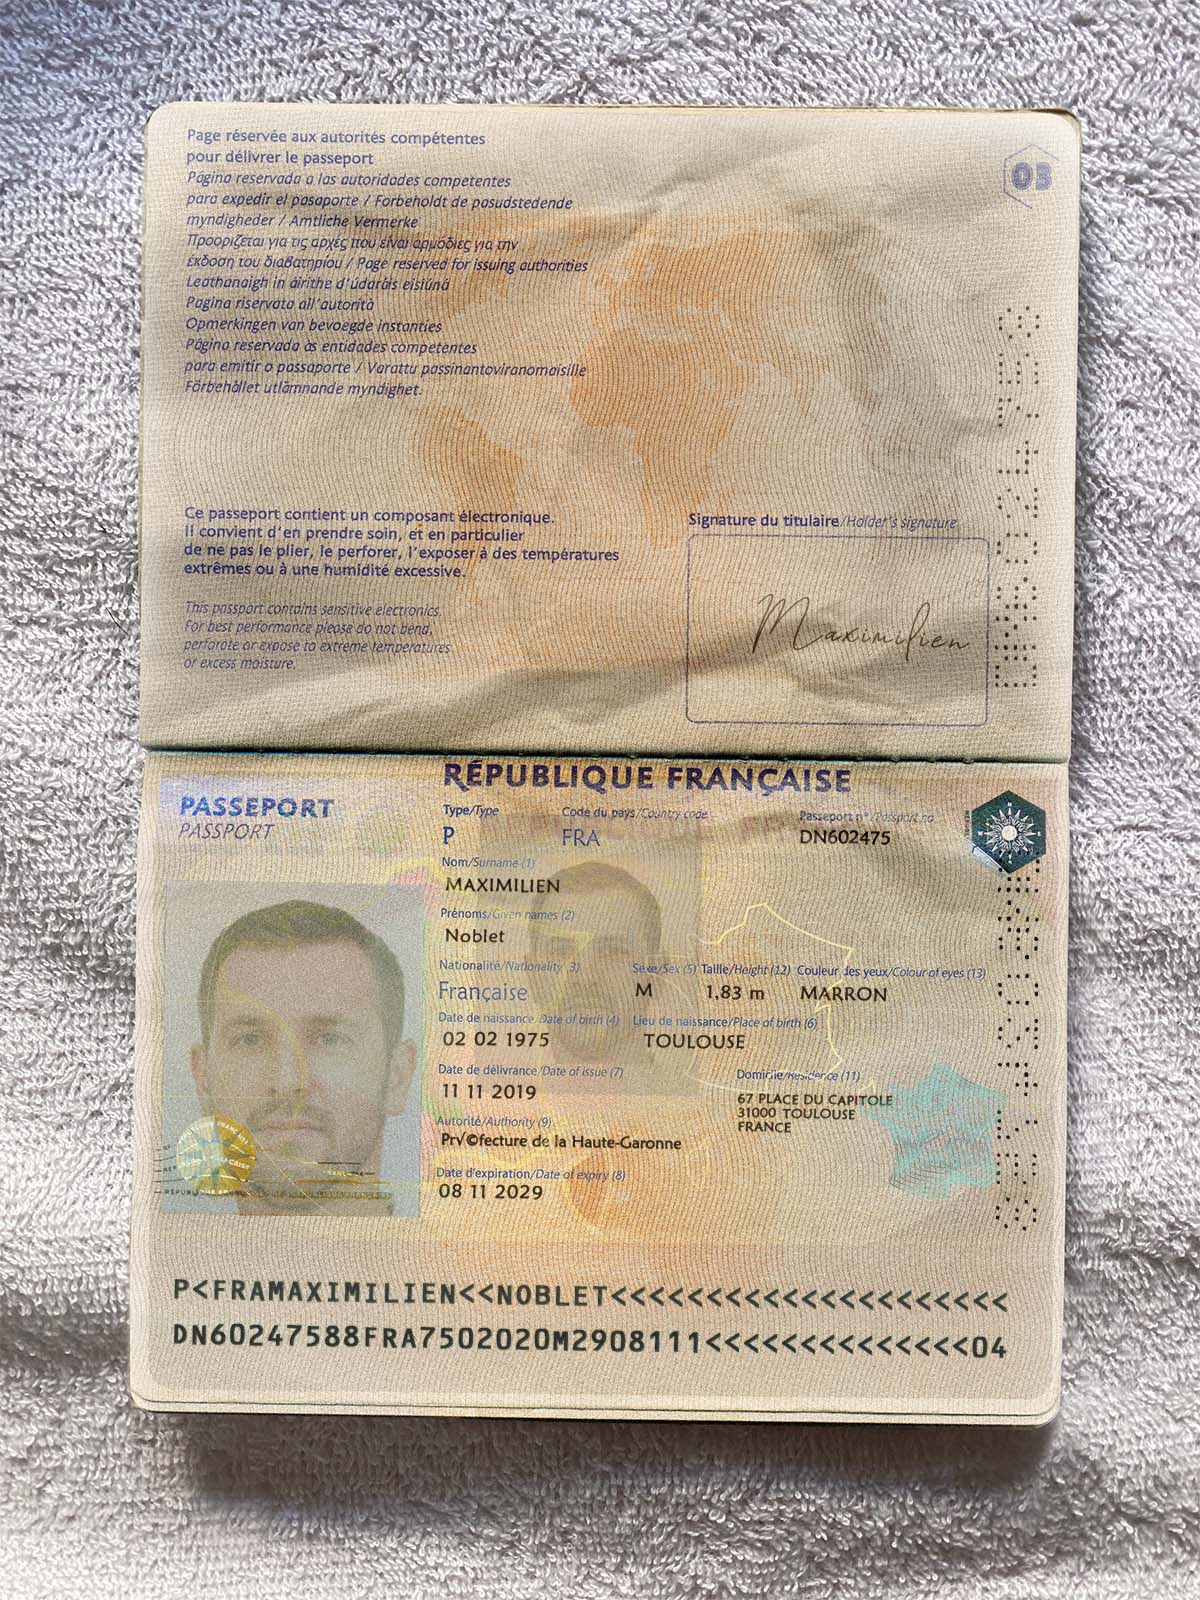 Page réservée aux autorités compétentes
pour délivrer le passeport
Pagina reservada a las autoridades competentes
para expedir el pasaporte / Forbeholdt de pasudstedende
myndigheder / Amtliche Vermerke
Προορίζεται για τις αρχές που είναι αρμόδιες για την
έκδοση του διαβατηρίου / Page reserved for issuing authorities
Leathanaigh in áirithe d'údaráis eisiúna
Pagina riservata all'autorità
Opmerkingen van bevoegde instanties
Página reservada às entidades competentes
para emitir o passaporte / Varattu passinantoviranomaisille
Förbehållet utlämnande myndighet.
03
Ce passeport contient un composant électronique.
Il convient d'en prendre soin, et en particulier
de ne pas le plier, le perforer, l'exposer à des températures
extrêmes ou à une humidité excessive.
This passport contains sensitive electronics.
For best performance please do not bend,
perforate or expose to extreme temperatures
or excess moisture.
Signature du titulaire/Holder's signature
Maximilien
RÉPUBLIQUE FRANÇAISE
PASSEPORT
PASSPORT
Type/Type Code du pays/Country code Passeport n°/Passport no
P FRA DN602475
Nom/Surname (1)
MAXIMILIEN
Prénoms/Given names (2)
Noblet
Nationalité/Nationality (3) Sexe/Sex (5) Taille/Height (12) Couleur des yeux/Colour of eyes (13)
Française M 1,83 m MARRON
Date de naissance/Date of birth (4) Lieu de naissance/Place of birth (6)
02 02 1975 TOULOUSE
Date de délivrance/Date of issue (7) Domicile/Residence (11)
11 11 2019 67 PLACE DU CAPITOLE
31000 TOULOUSE
FRANCE
Autorité/Authority (9)
Pr√©fecture de la Haute-Garonne
Date d'expiration/Date of expiry (8)
08 11 2029
P<FRAMAXIMILIEN<<NOBLET<<<<<<<<<<<<<<<<<<<<<
DN60247588FRA7502020M2908111<<<<<<<<<<<<<<04